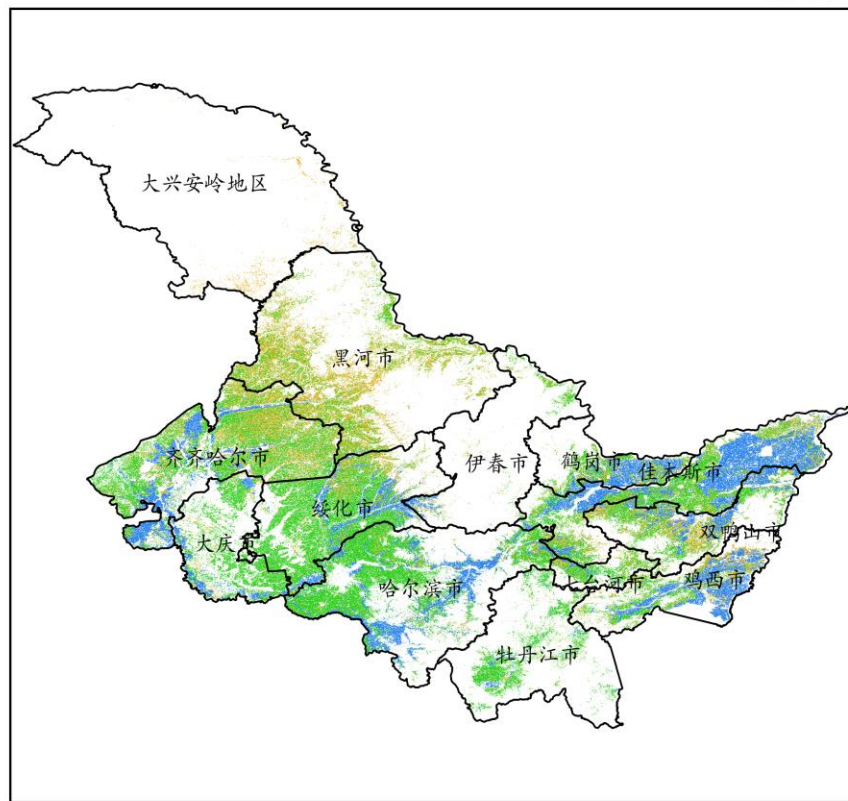 大兴安岭地区
黑河市
齐齐哈尔市
伊春市
鹤岗市
佳木斯市
绥化市
大庆市
双鸭山市
哈尔滨市
七台河市
鸡西市
牡丹江市